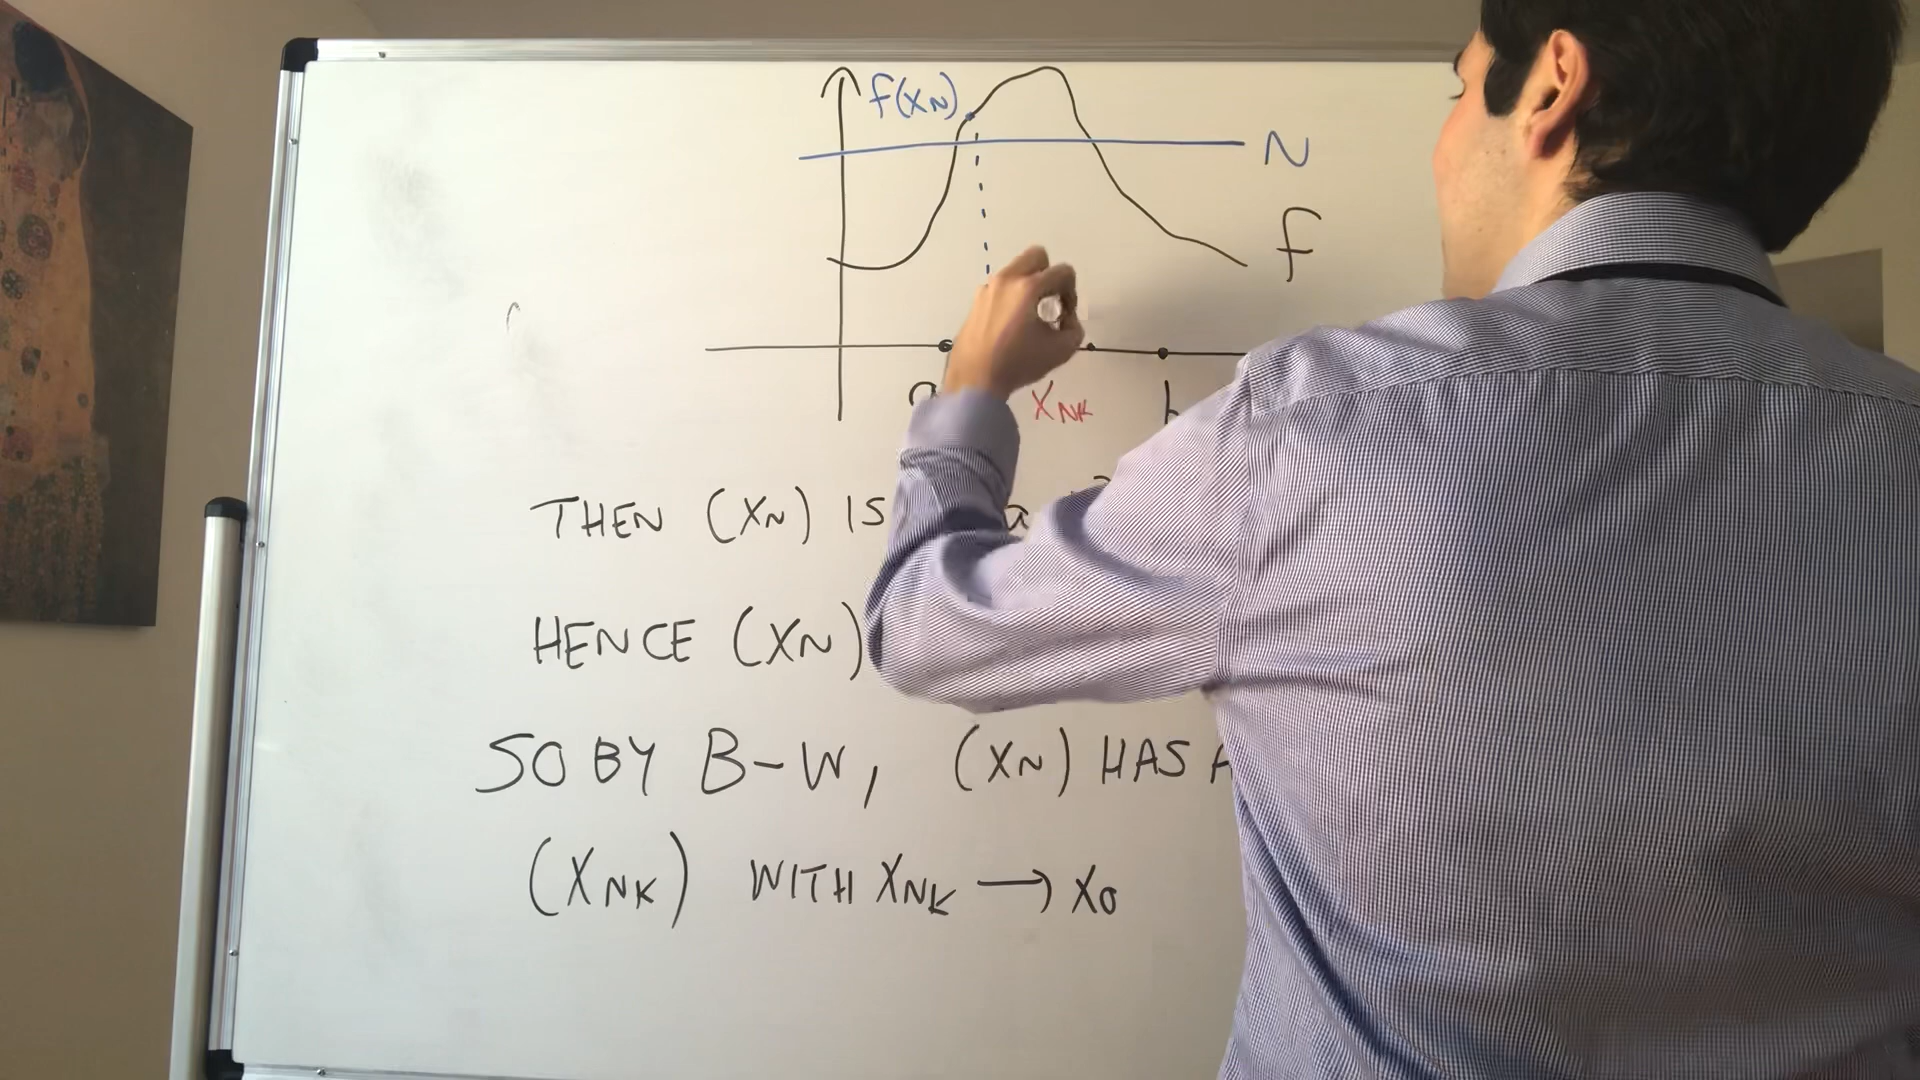 f(xN)
N
f
a xNK b
THEN (xN) IS
HENCE (xN)
SO BY B-W, (xN) HAS A
(xNK) WITH xNK → x0